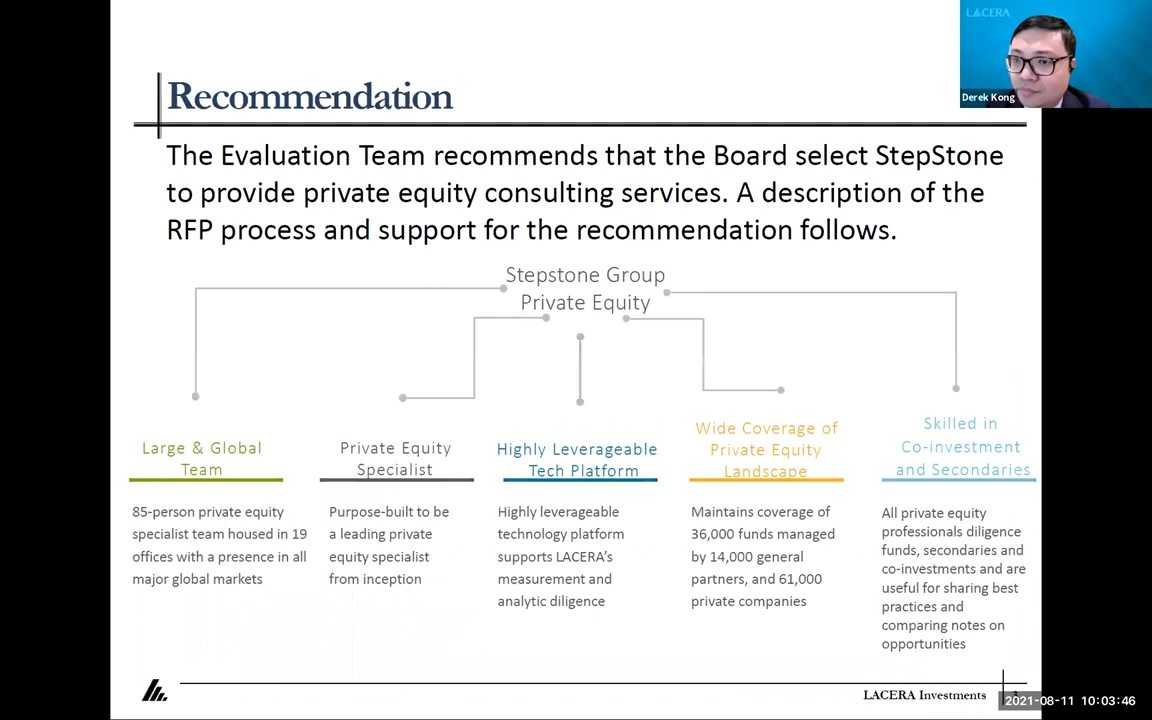 LACERA
Derek Kong
Recommendation
The Evaluation Team recommends that the Board select StepStone
to provide private equity consulting services. A description of the
RFP process and support for the recommendation follows.
Stepstone Group
Private Equity
Large & Global
Team
85-person private equity
specialist team housed in 19
offices with a presence in all
major global markets
Private Equity
Specialist
Purpose-built to be
a leading private
equity specialist
from inception
Highly Leverageable
Tech Platform
Highly leverageable
technology platform
supports LACERA’s
measurement and
analytic diligence
Wide Coverage of
Private Equity
Landscape
Maintains coverage of
36,000 funds managed
by 14,000 general
partners, and 61,000
private companies
Skilled in
Co-investment
and Secondaries
All private equity
professionals diligence
funds, secondaries and
co-investments and are
useful for sharing best
practices and
comparing notes on
opportunities
LACERA Investments
2021-08-11 10:03:46